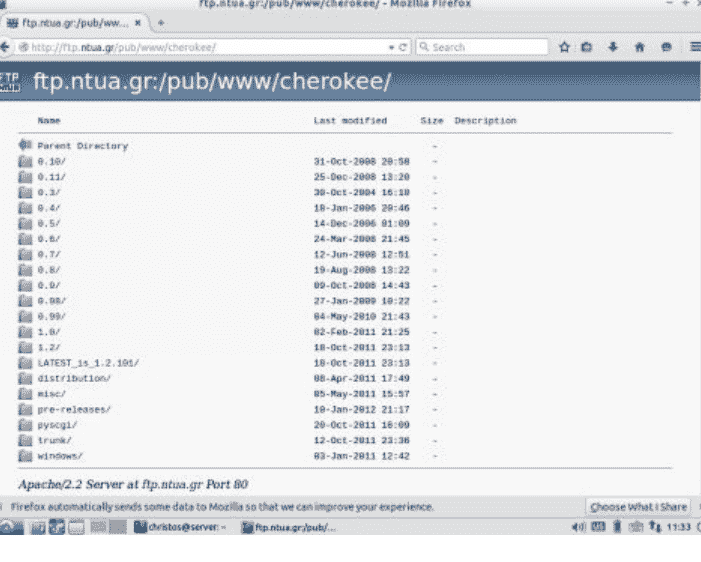 ftp.ntua.gr:/pub/www/cherokee/ - Mozilla Firefox
ftp.ntua.gr:/pub/ww... × +
http://ftp.ntua.gr/pub/www/cherokee/ Search
FTP ftp.ntua.gr:/pub/www/cherokee/
Name Last modified Size Description
Parent Directory -
0.10/ 31-Oct-2008 20:50 -
0.11/ 25-Dec-2008 13:20 -
0.3/ 30-Oct-2004 16:10 -
0.4/ 18-Jan-2006 20:46 -
0.5/ 14-Dec-2006 01:09 -
0.6/ 24-Mar-2008 21:45 -
0.7/ 12-Jun-2008 12:51 -
0.8/ 19-Aug-2008 13:22 -
0.9/ 09-Oct-2008 14:43 -
0.98/ 27-Jan-2009 10:22 -
0.99/ 04-May-2010 21:43 -
1.0/ 02-Feb-2011 21:25 -
1.2/ 18-Oct-2011 23:13 -
LATEST_is_1.2.101/ 18-Oct-2011 23:13 -
distribution/ 08-Apr-2011 17:49 -
misc/ 05-May-2011 15:57 -
pre-releases/ 10-Jan-2012 21:17 -
pyscgi/ 20-Oct-2011 -
trunk/ 12-Oct-2011 23:36 -
windows/ 03-Jan-2011 12:42 -
Apache/2.2 Server at ftp.ntua.gr Port 80
Firefox automatically sends some data to Mozilla so that we can improve your experience. Choose What I Share
christos@server: ~ ftp.ntua.gr:/pub/... 11:33